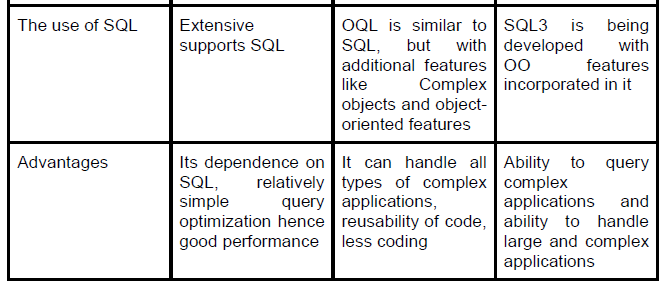 The use of SQL
Extensive
supports SQL
OQL is similar to
SQL, but with
additional features
like Complex
objects and object-
oriented features
SQL3 is being
developed with
OO features
incorporated in it
Advantages
Its dependence on
SQL, relatively
simple query
optimization hence
good performance
It can handle all
types of complex
applications,
reusability of code,
less coding
Ability to query
complex
applications and
ability to handle
large and complex
applications